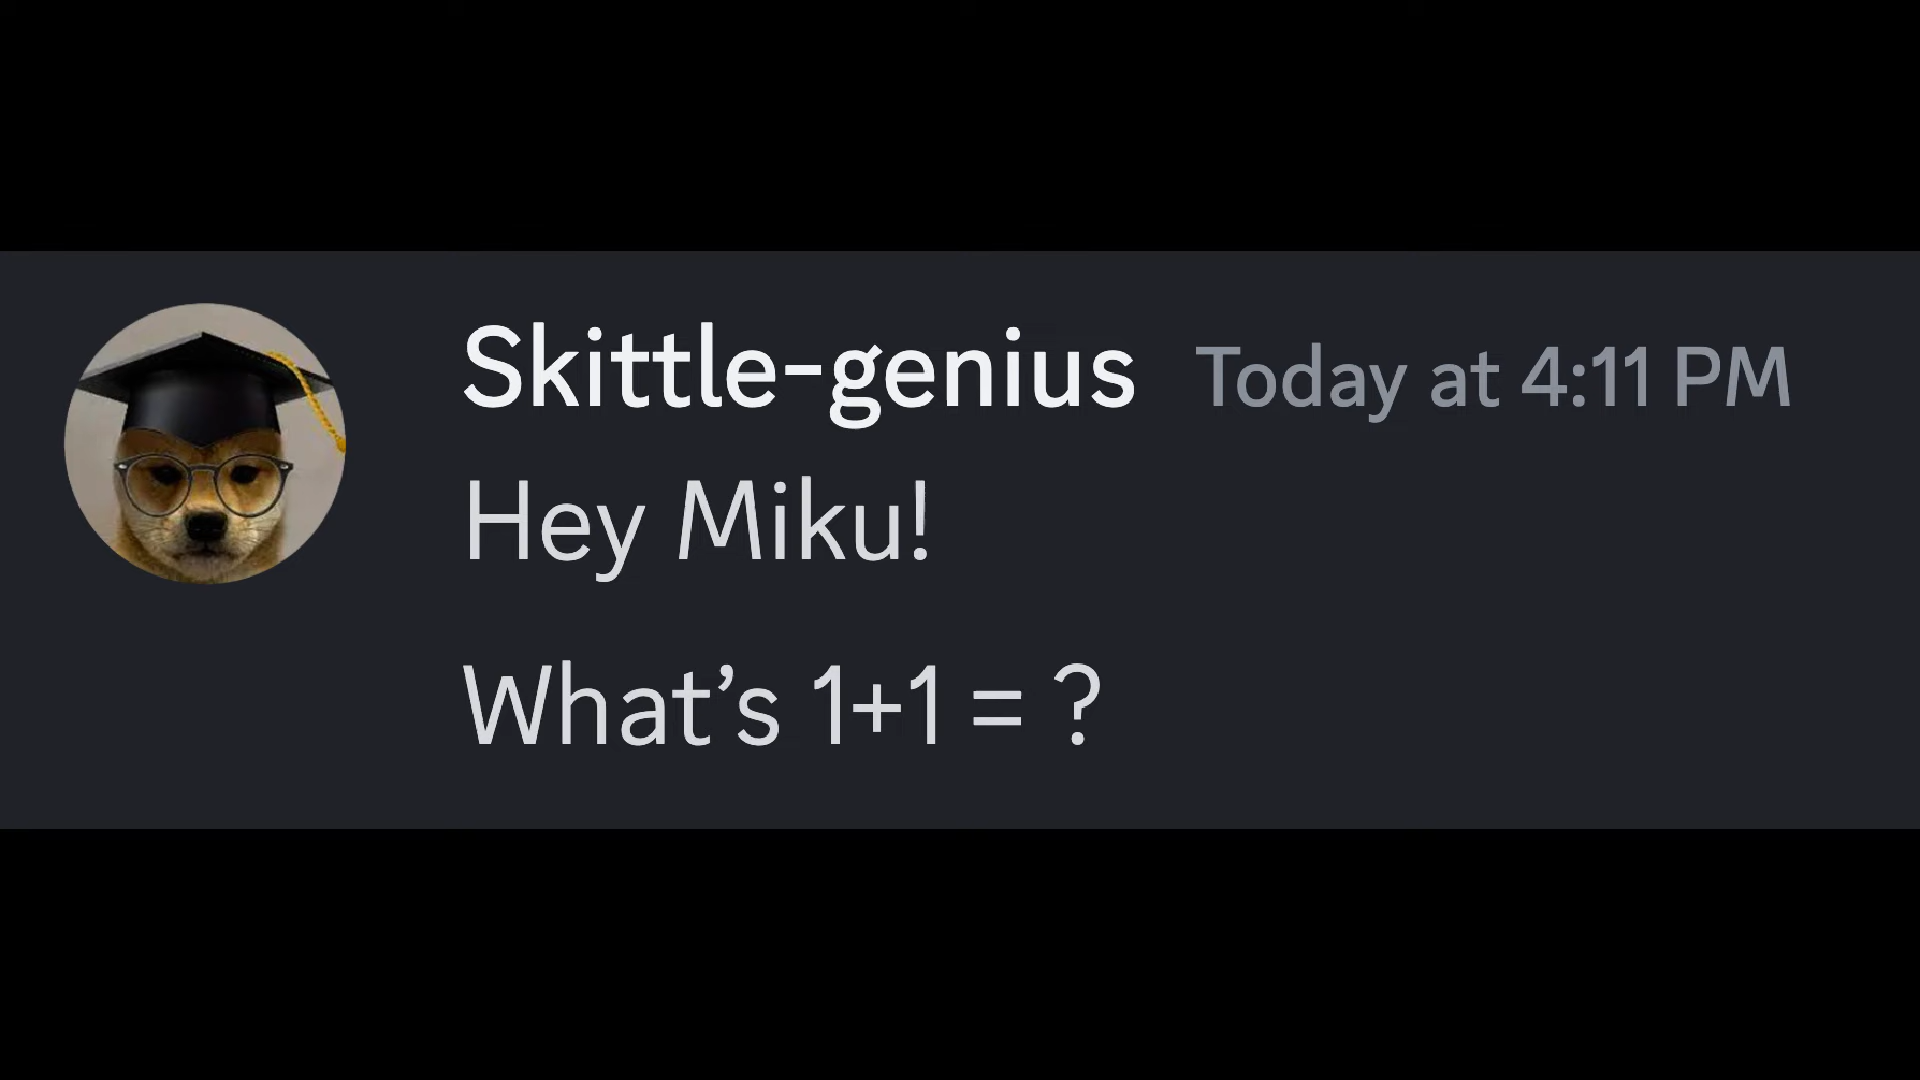 Skittle-genius Today at 4:11 PM
Hey Miku!
What’s 1+1 = ?